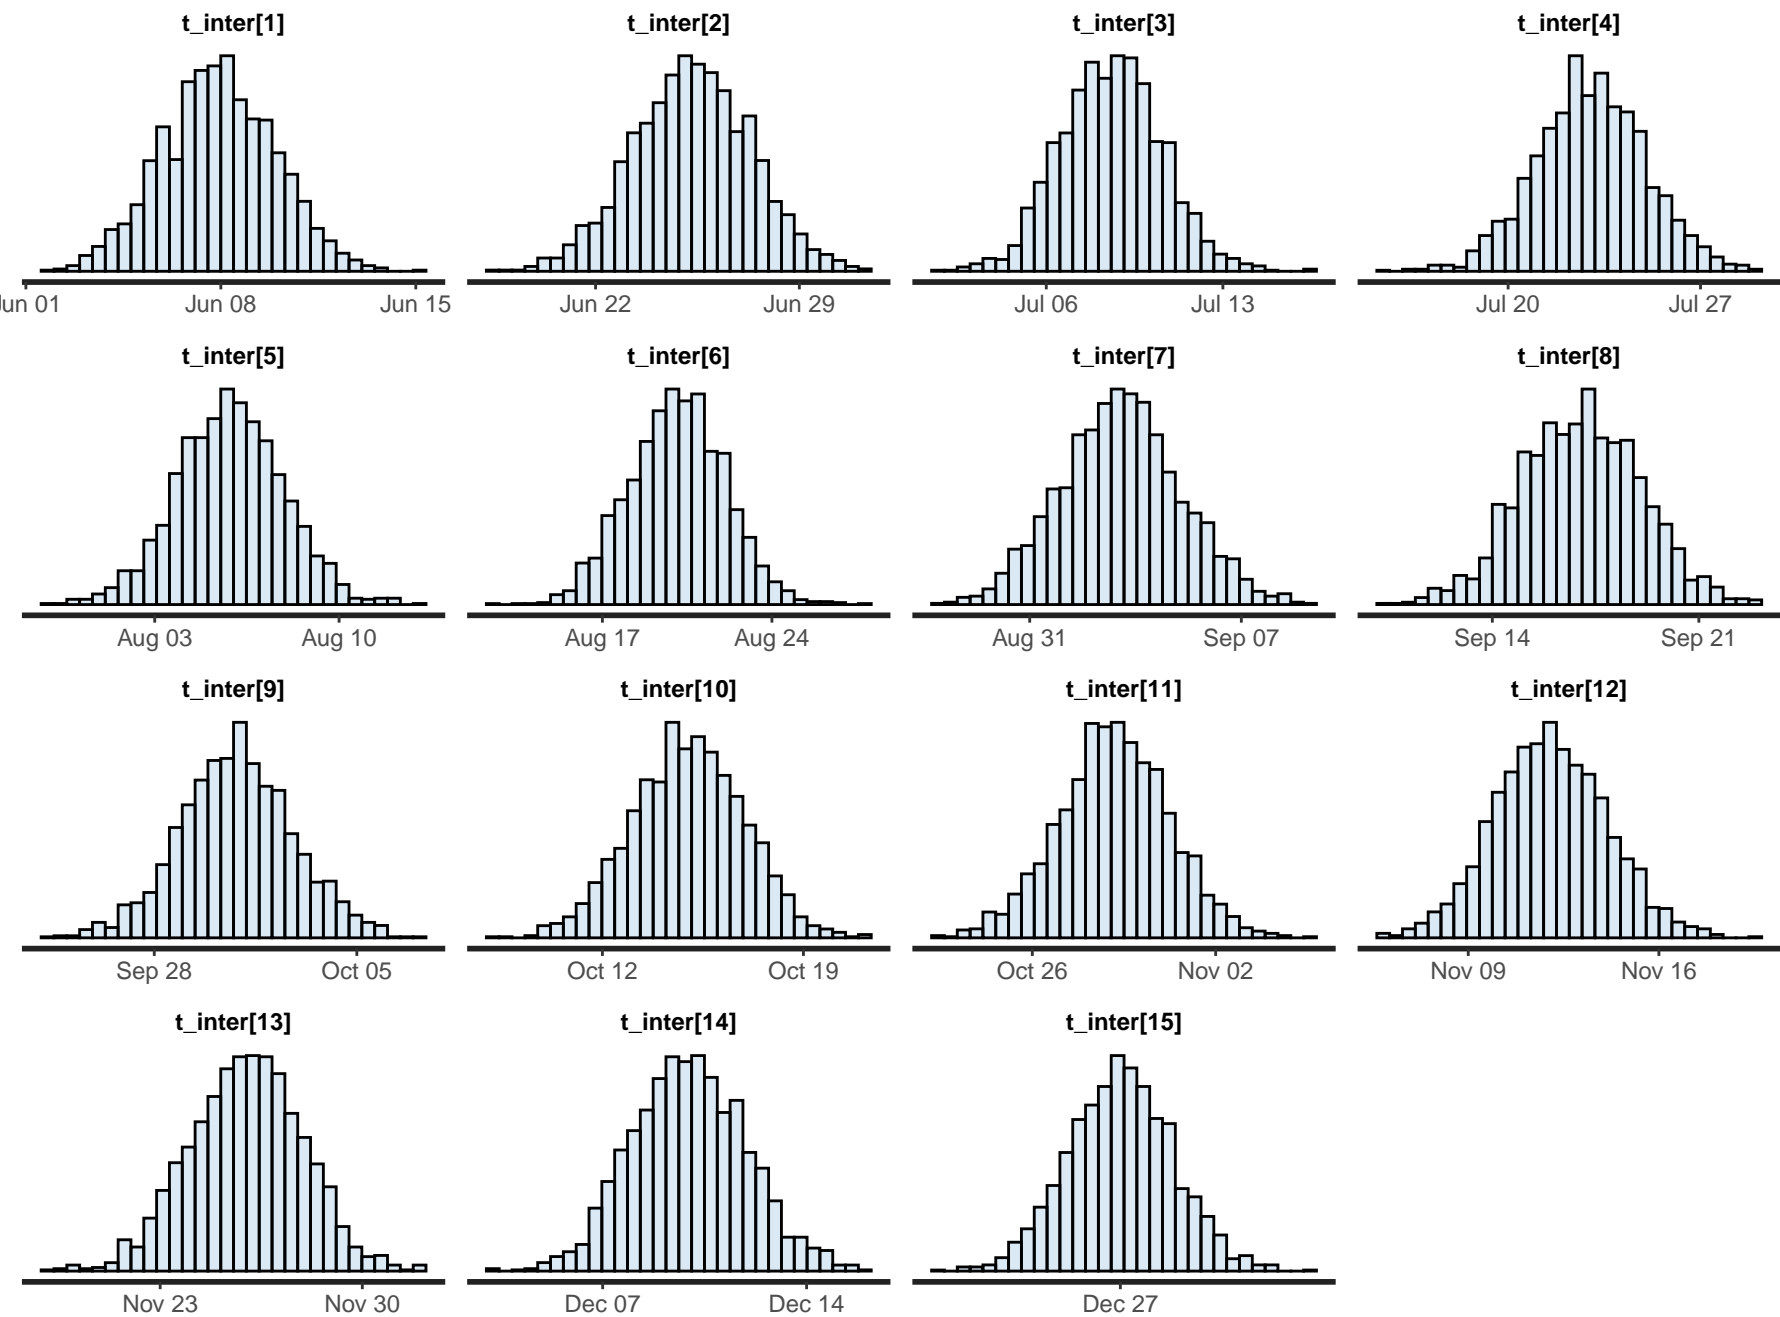 t_inter[1] t_inter[2] t_inter[3] t_inter[4]
Jun 01 Jun 08 Jun 15 Jun 22 Jun 29 Jul 06 Jul 13 Jul 20 Jul 27
t_inter[5] t_inter[6] t_inter[7] t_inter[8]
Aug 03 Aug 10 Aug 17 Aug 24 Aug 31 Sep 07 Sep 14 Sep 21
t_inter[9] t_inter[10] t_inter[11] t_inter[12]
Sep 28 Oct 05 Oct 12 Oct 19 Oct 26 Nov 02 Nov 09 Nov 16
t_inter[13] t_inter[14] t_inter[15]
Nov 23 Nov 30 Dec 07 Dec 14 Dec 27